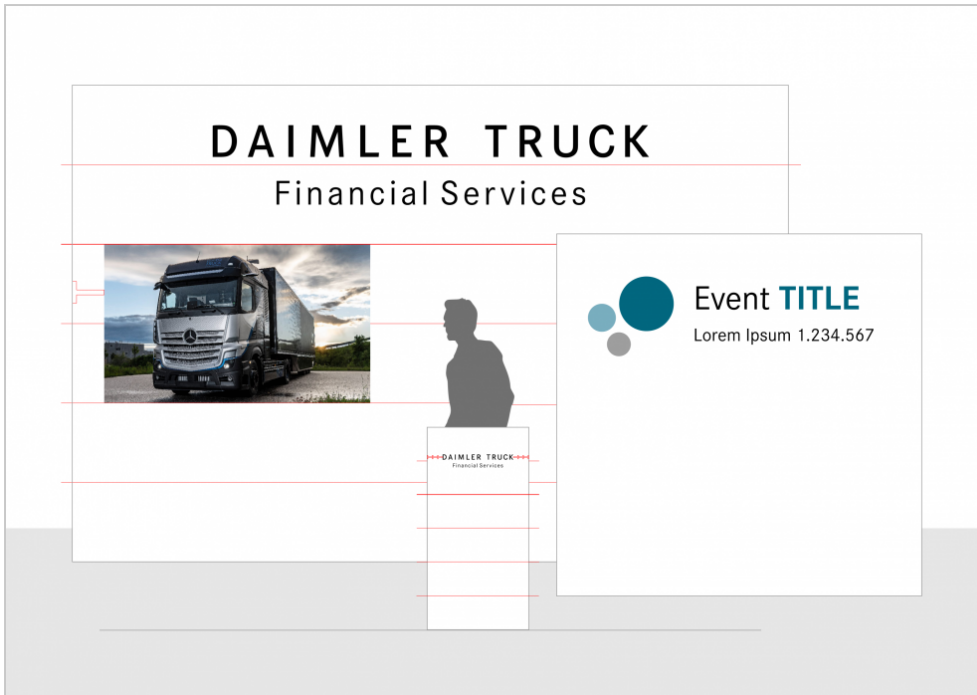 DAIMLER TRUCK
Financial Services
Event TITLE
Lorem Ipsum 1.234.567
DAIMLER TRUCK
Financial Services